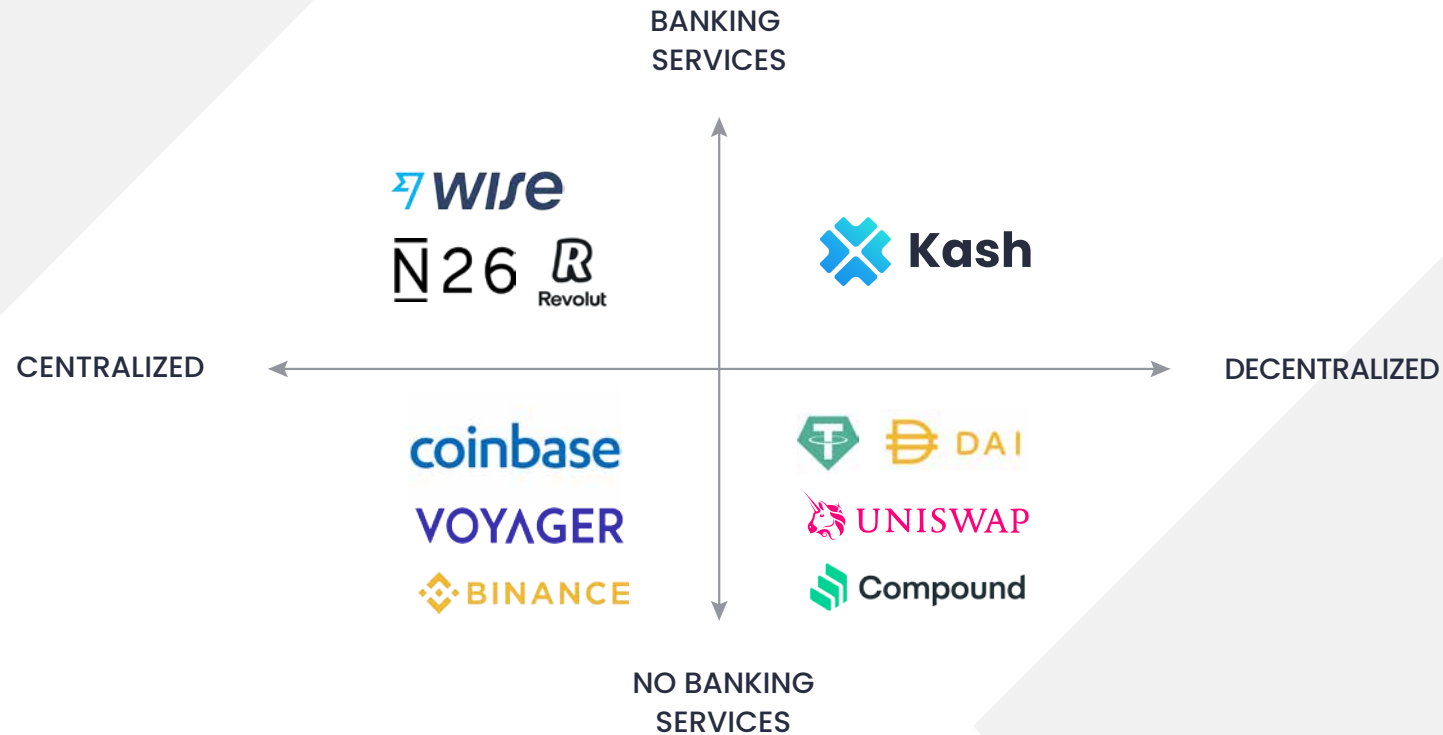 BANKING
SERVICES
wise
N26
Revolut
Kash
CENTRALIZED
DECENTRALIZED
coinbase
DAI
VOYAGER
UNISWAP
BINANCE
Compound
NO BANKING
SERVICES